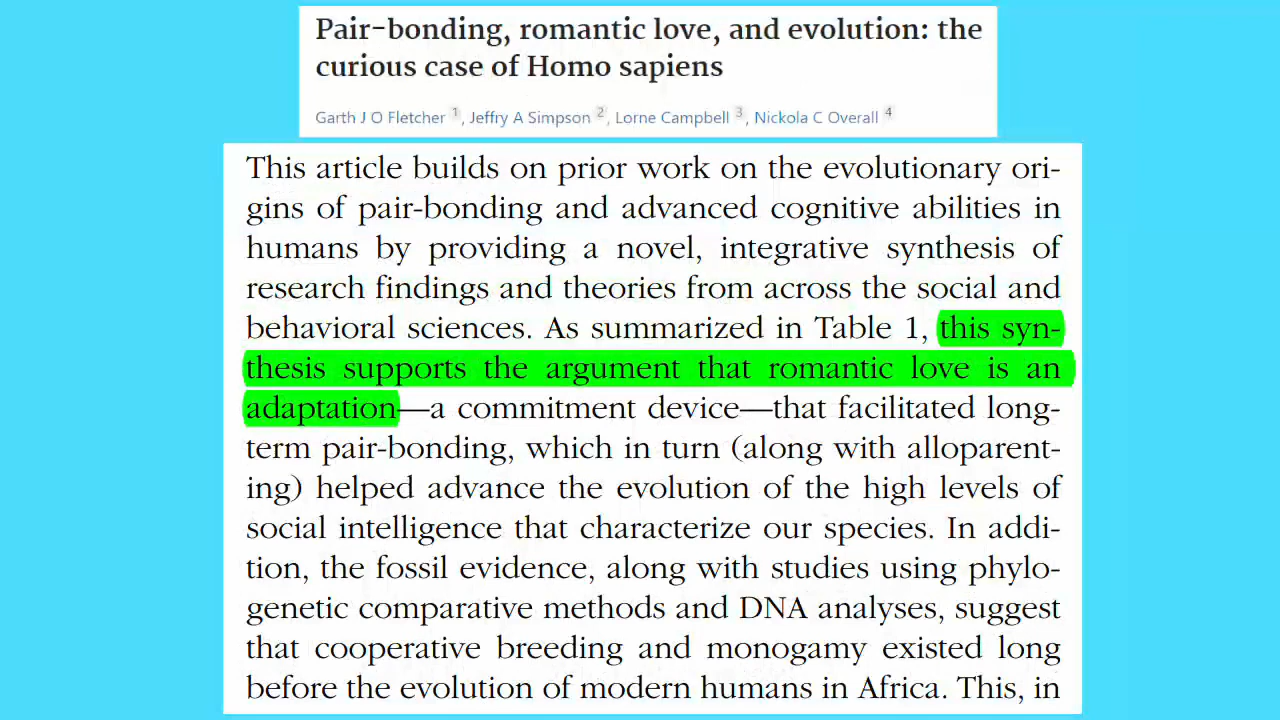 Pair-bonding, romantic love, and evolution: the
curious case of Homo sapiens
Garth J O Fletcher 1, Jeffry A Simpson 2, Lorne Campbell 3, Nickola C Overall 4
This article builds on prior work on the evolutionary ori-
gins of pair-bonding and advanced cognitive abilities in
humans by providing a novel, integrative synthesis of
research findings and theories from across the social and
behavioral sciences. As summarized in Table 1, this syn-
thesis supports the argument that romantic love is an
adaptation—a commitment device—that facilitated long-
term pair-bonding, which in turn (along with alloparent-
ing) helped advance the evolution of the high levels of
social intelligence that characterize our species. In addi-
tion, the fossil evidence, along with studies using phylo-
genetic comparative methods and DNA analyses, suggest
that cooperative breeding and monogamy existed long
before the evolution of modern humans in Africa. This, in